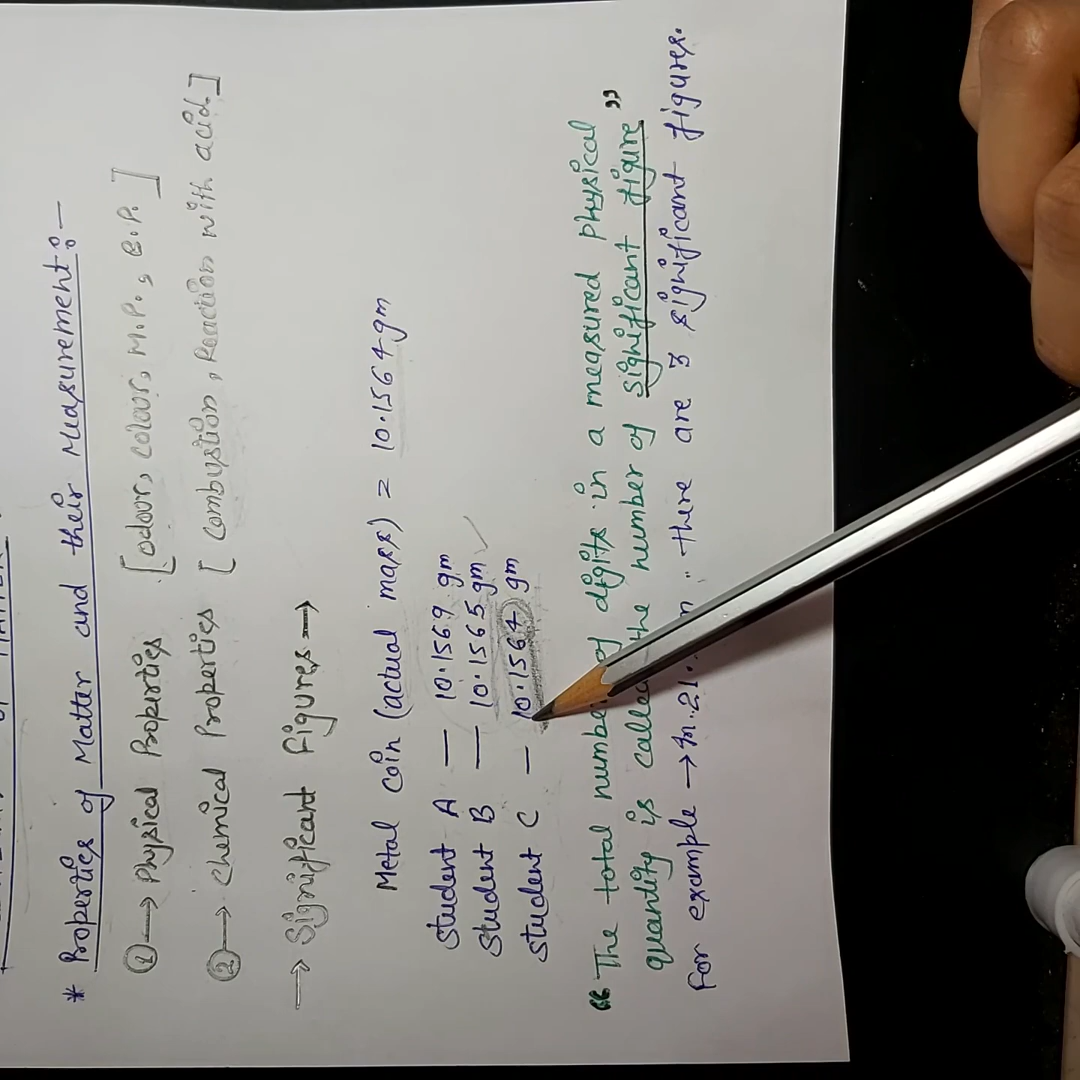 * Properties of Matter and their Measurement:—
① → Physical Properties [odour, colour, M.P., B.P.]
② → Chemical Properties [Combustion, Reaction with acid]
→ Significant Figures →
Metal coin (actual mass) = 10.1564 gm
Student A — 10.1569 gm
Student B — 10.1565 gm ✓
Student C — 10.1564 gm
“ The total number of digits in a measured physical
quantity is called the number of significant figure ”
For example → there are 3 significant figures.